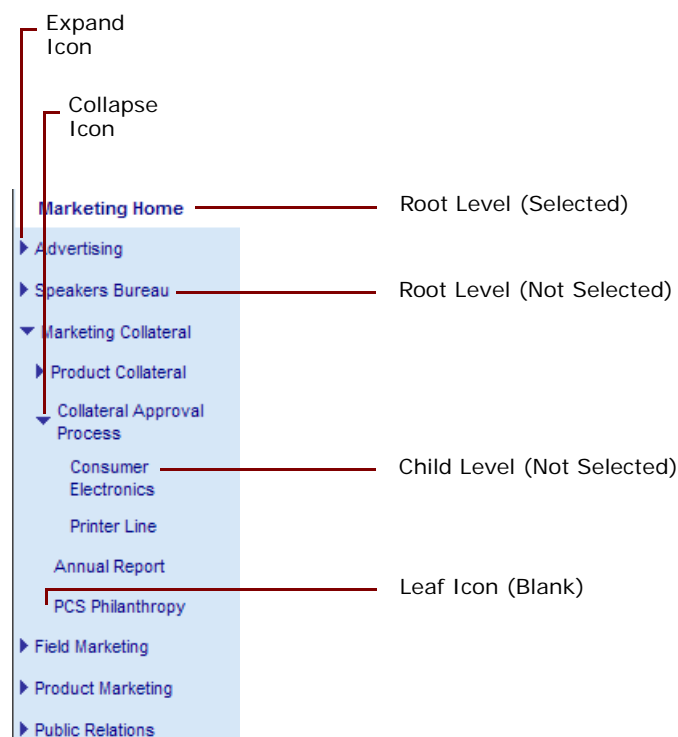 Expand
Icon
Collapse
Icon
Marketing Home
Root Level (Selected)
Advertising
Speakers Bureau
Root Level (Not Selected)
Marketing Collateral
Product Collateral
Collateral Approval
Process
Consumer
Electronics
Child Level (Not Selected)
Printer Line
Annual Report
Leaf Icon (Blank)
PCS Philanthropy
Field Marketing
Product Marketing
Public Relations